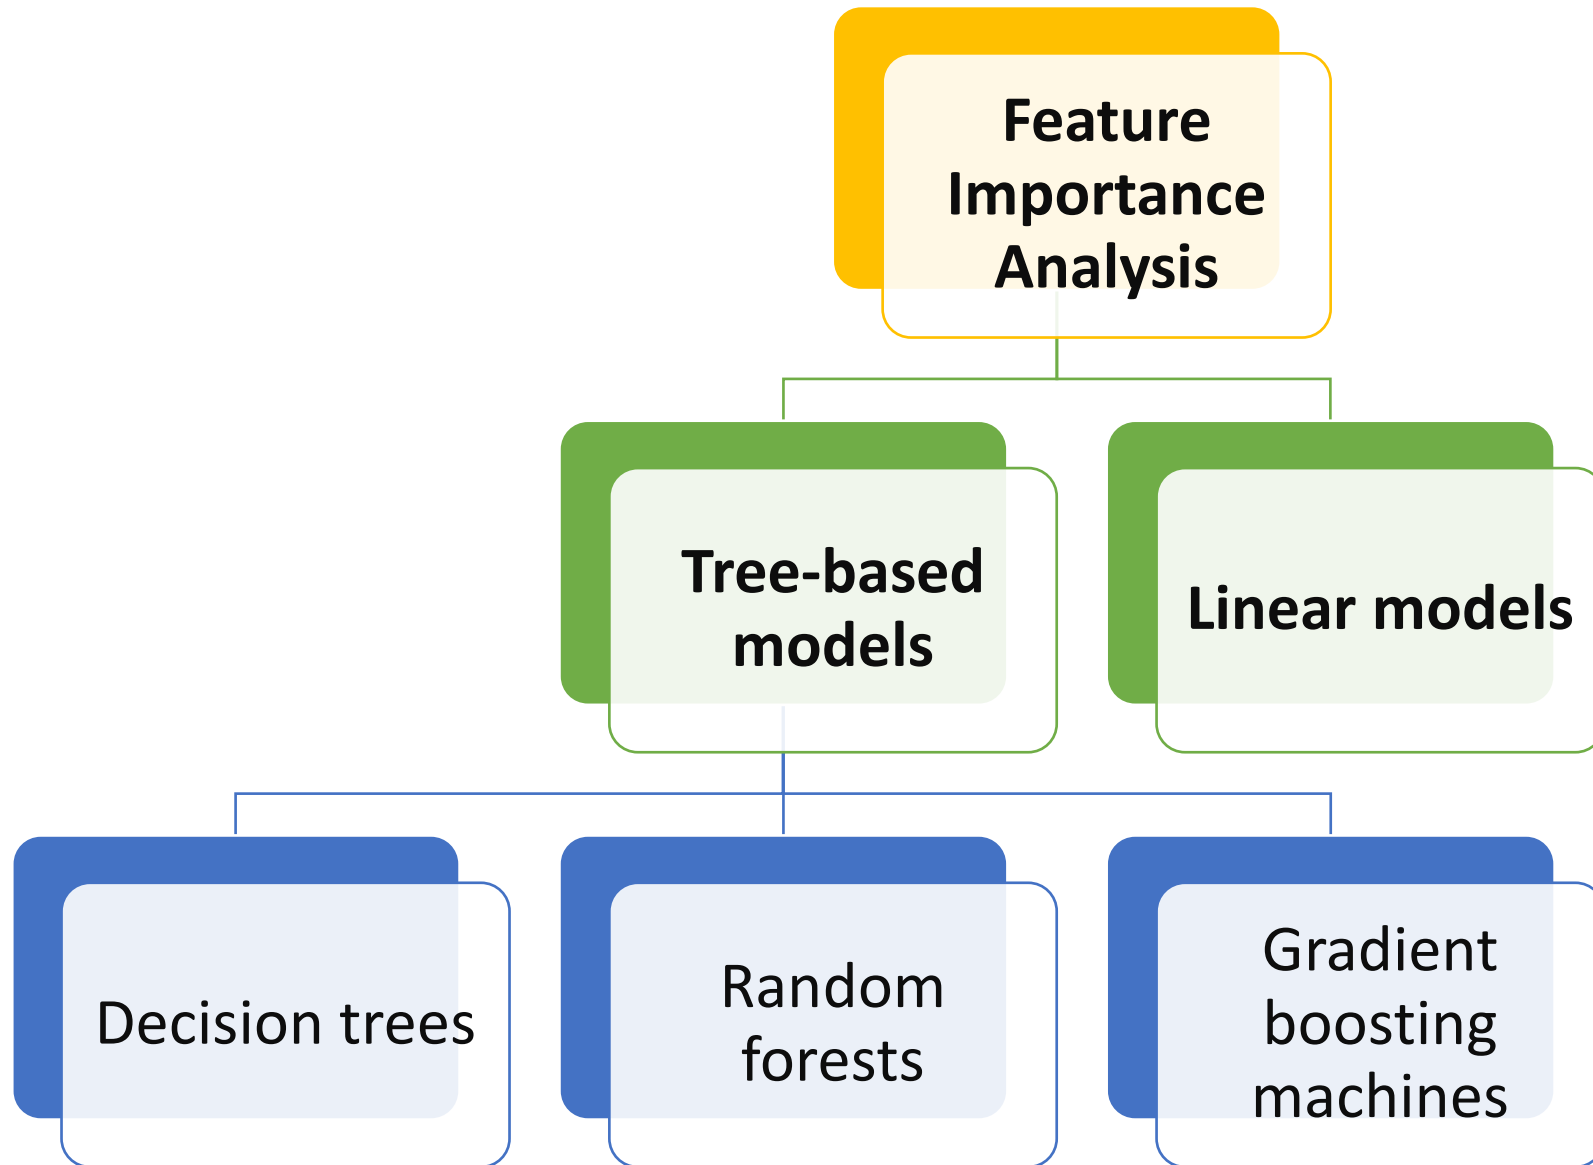 Feature
Importance
Analysis
Tree-based
models
Linear models
Decision trees
Random
forests
Gradient
boosting
machines